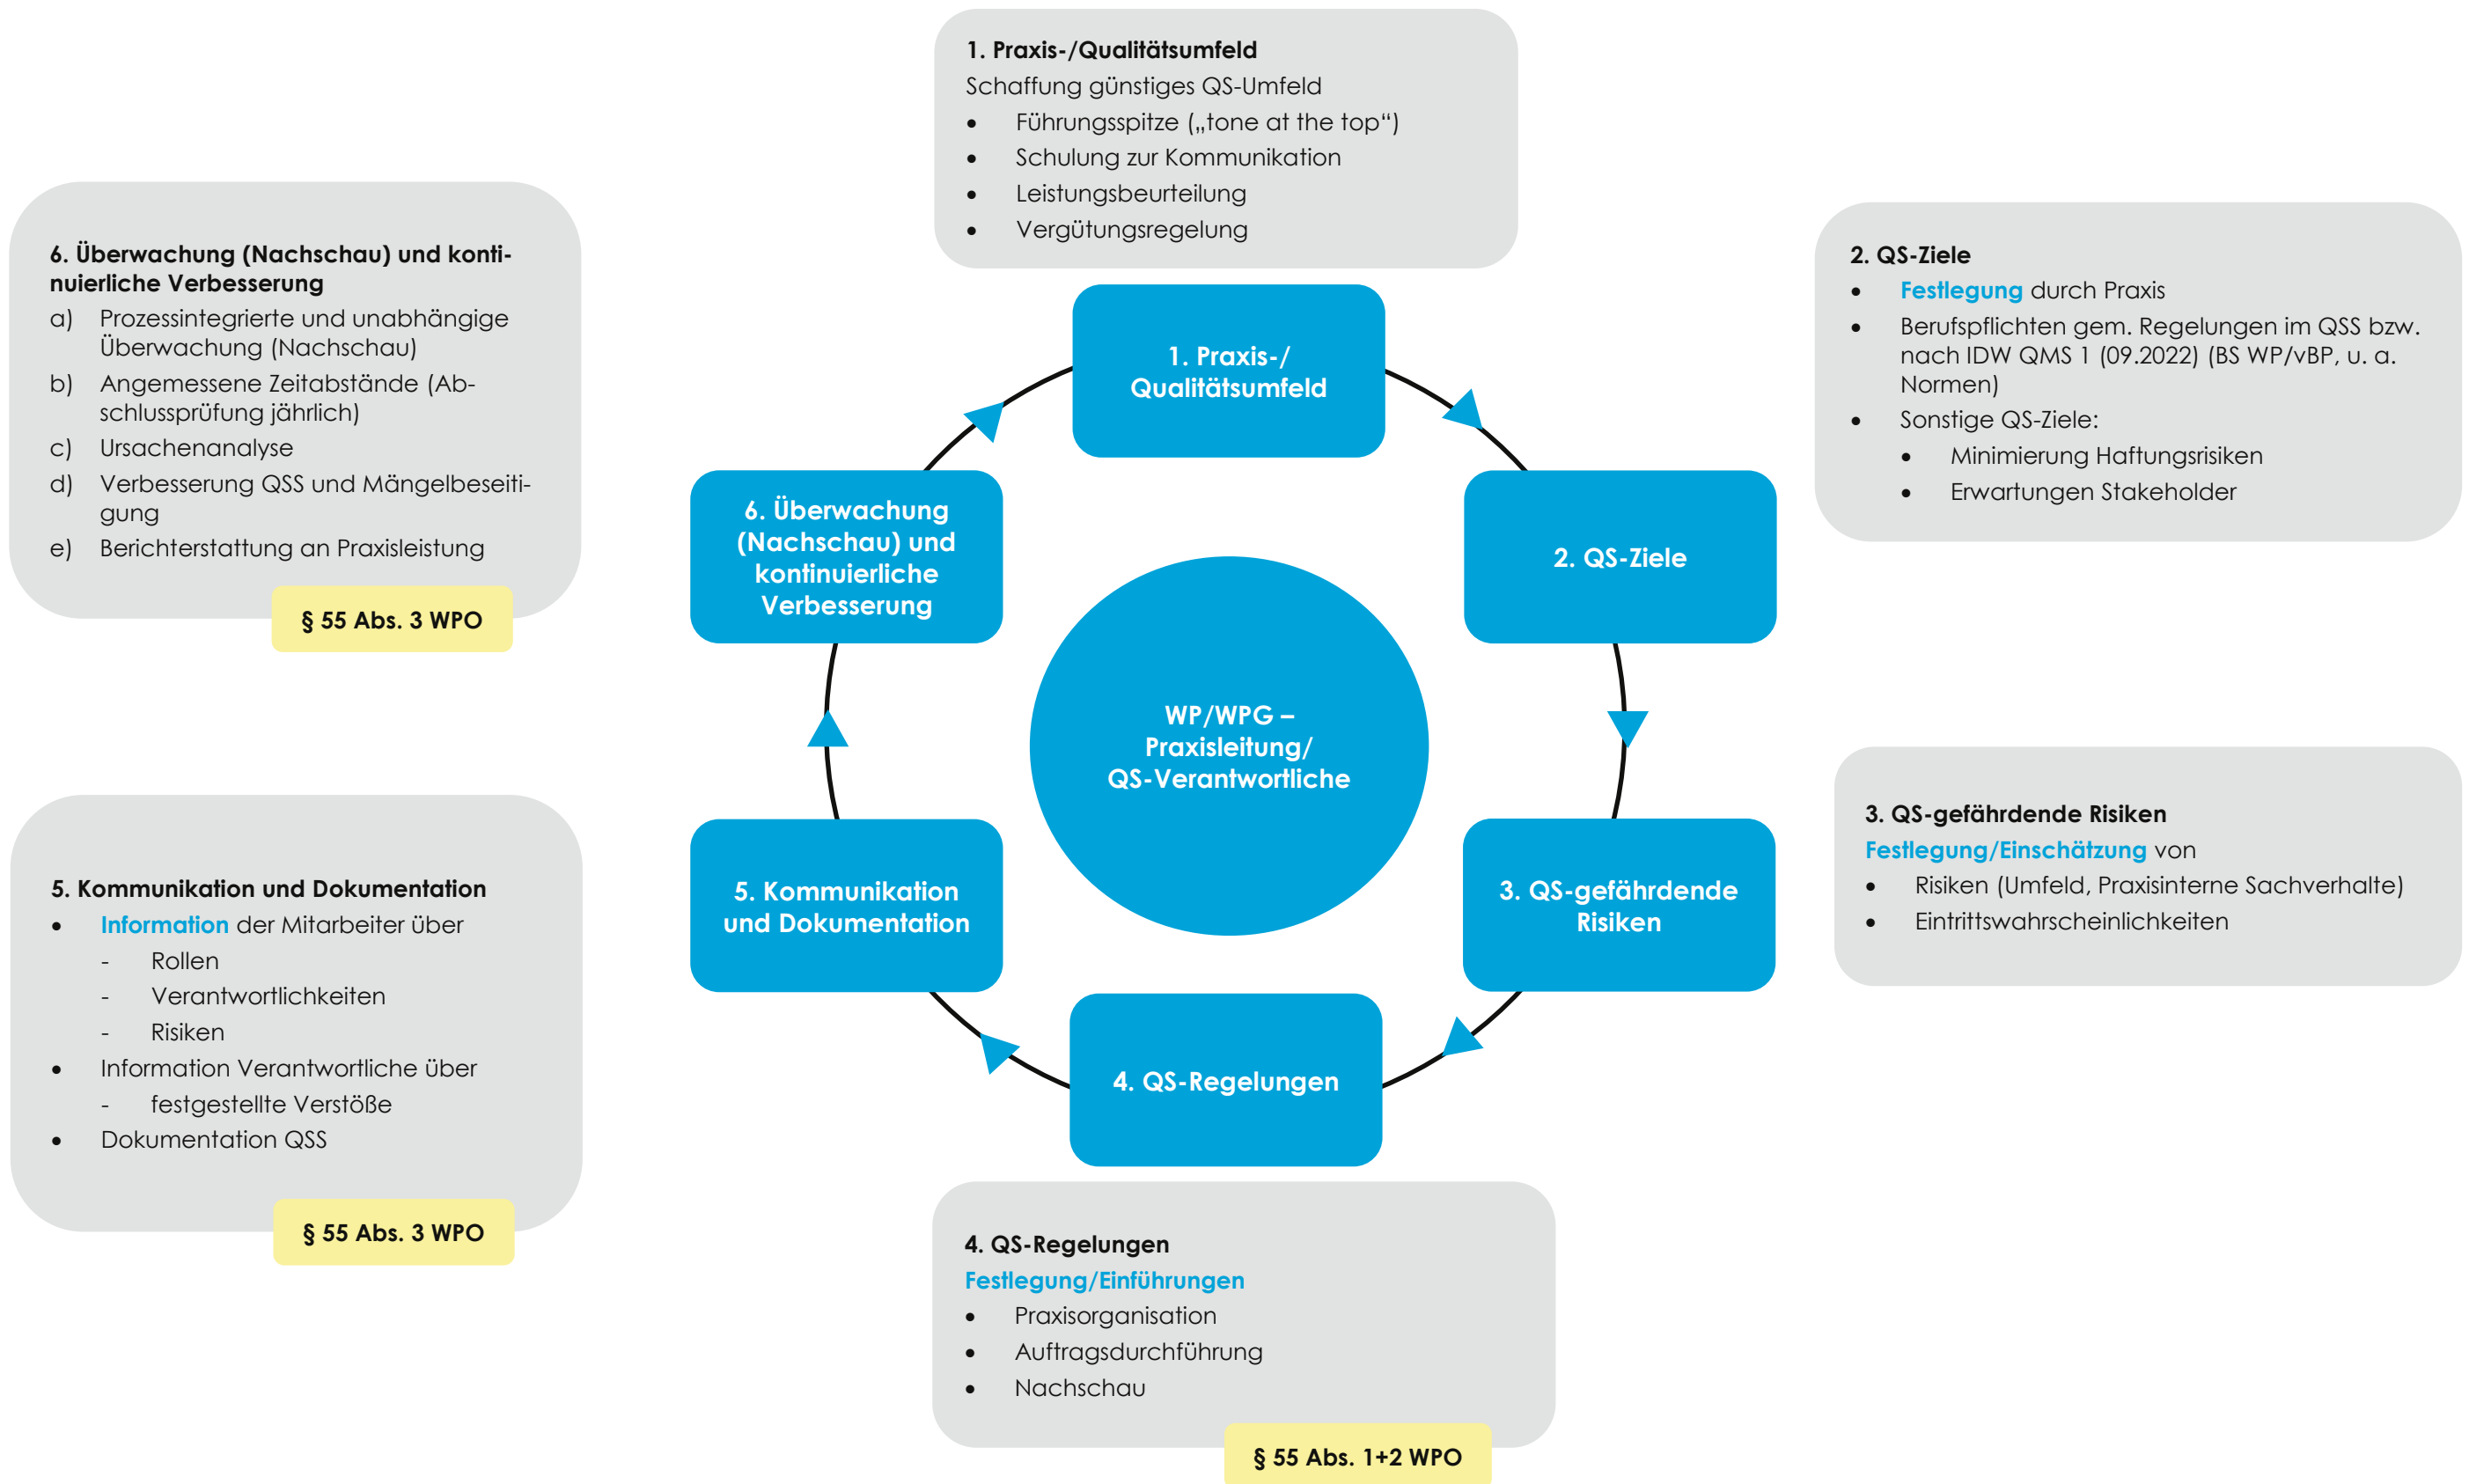 1. Praxis-/Qualitätsumfeld
Schaffung günstiges QS-Umfeld
• Führungsspitze („tone at the top“)
• Schulung zur Kommunikation
• Leistungsbeurteilung
• Vergütungsregelung
2. QS-Ziele
• Festlegung durch Praxis
• Berufspflichten gem. Regelungen im QSS bzw.
nach IDW QMS 1 (09.2022) (BS WP/vBP, u. a.
Normen)
• Sonstige QS-Ziele:
• Minimierung Haftungsrisiken
• Erwartungen Stakeholder
3. QS-gefährdende Risiken
Festlegung/Einschätzung von
• Risiken (Umfeld, Praxisinterne Sachverhalte)
• Eintrittswahrscheinlichkeiten
4. QS-Regelungen
Festlegung/Einführungen
• Praxisorganisation
• Auftragsdurchführung
• Nachschau
§ 55 Abs. 1+2 WPO
5. Kommunikation und Dokumentation
• Information der Mitarbeiter über
- Rollen
- Verantwortlichkeiten
- Risiken
• Information Verantwortliche über
- festgestellte Verstöße
• Dokumentation QSS
§ 55 Abs. 3 WPO
6. Überwachung (Nachschau) und konti-
nuierliche Verbesserung
a) Prozessintegrierte und unabhängige
Überwachung (Nachschau)
b) Angemessene Zeitabstände (Ab-
schlussprüfung jährlich)
c) Ursachenanalyse
d) Verbesserung QSS und Mängelbeseiti-
gung
e) Berichterstattung an Praxisleistung
§ 55 Abs. 3 WPO
1. Praxis-/
Qualitätsumfeld
2. QS-Ziele
3. QS-gefährdende
Risiken
4. QS-Regelungen
5. Kommunikation
und Dokumentation
6. Überwachung
(Nachschau) und
kontinuierliche
Verbesserung
WP/WPG –
Praxisleitung/
QS-Verantwortliche